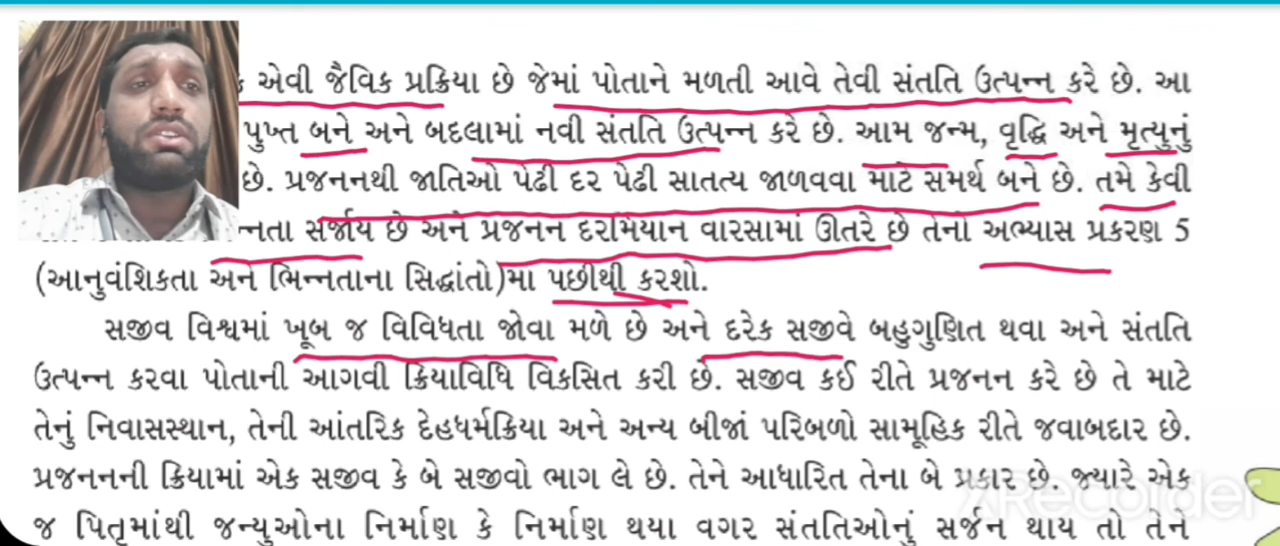 એવી જૈવિક પ્રક્રિયા છે જેમાં પોતાને મળતી આવે તેવી સંતતિ ઉત્પન્ન કરે છે. આ
પુખ્ત બને અને બદલામાં નવી સંતતિ ઉત્પન્ન કરે છે. આમ જન્મ, વૃદ્ધિ અને મૃત્યુનું
છે. પ્રજનનથી જાતિઓ પેઢી દર પેઢી સાતત્ય જાળવવા માટે સમર્થ બને છે. તમે કેવી
ન્નતા સર્જાય છે અને પ્રજનન દરમિયાન વારસામાં ઊતરે છે તેનો અભ્યાસ પ્રકરણ 5
(આનુવંશિકતા અને ભિન્નતાના સિદ્ધાંતો)માં પછીથી કરશો.
સજીવ વિશ્વમાં ખૂબ જ વિવિધતા જોવા મળે છે અને દરેક સજીવે બહુગુણિત થવા અને સંતતિ
ઉત્પન્ન કરવા પોતાની આગવી ક્રિયાવિધિ વિકસિત કરી છે. સજીવ કઈ રીતે પ્રજનન કરે છે તે માટે
તેનું નિવાસસ્થાન, તેની આંતરિક દેહધર્મક્રિયા અને અન્ય બીજાં પરિબળો સામૂહિક રીતે જવાબદાર છે.
પ્રજનનની ક્રિયામાં એક સજીવ કે બે સજીવો ભાગ લે છે. તેને આધારિત તેના બે પ્રકાર છે. જ્યારે એક
જ પિતૃમાંથી જન્યુઓના નિર્માણ કે નિર્માણ થયા વગર સંતતિઓનું સર્જન થાય તો તેને
XRecorder